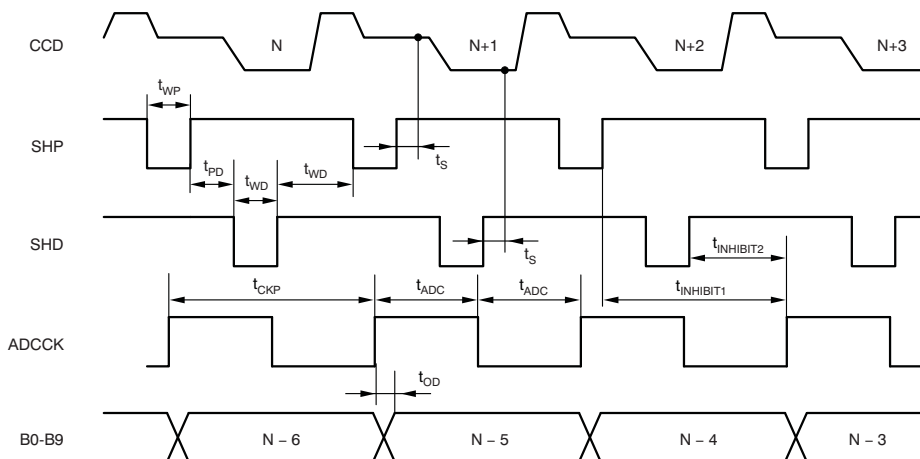 CCD N N+1 N+2 N+3
tWP
SHP
tS
tPD tWD tWD
SHD
tS tINHIBIT2
tCKP tADC tADC tINHIBIT1
ADCCK
tOD
B0-B9 N – 6 N – 5 N – 4 N – 3